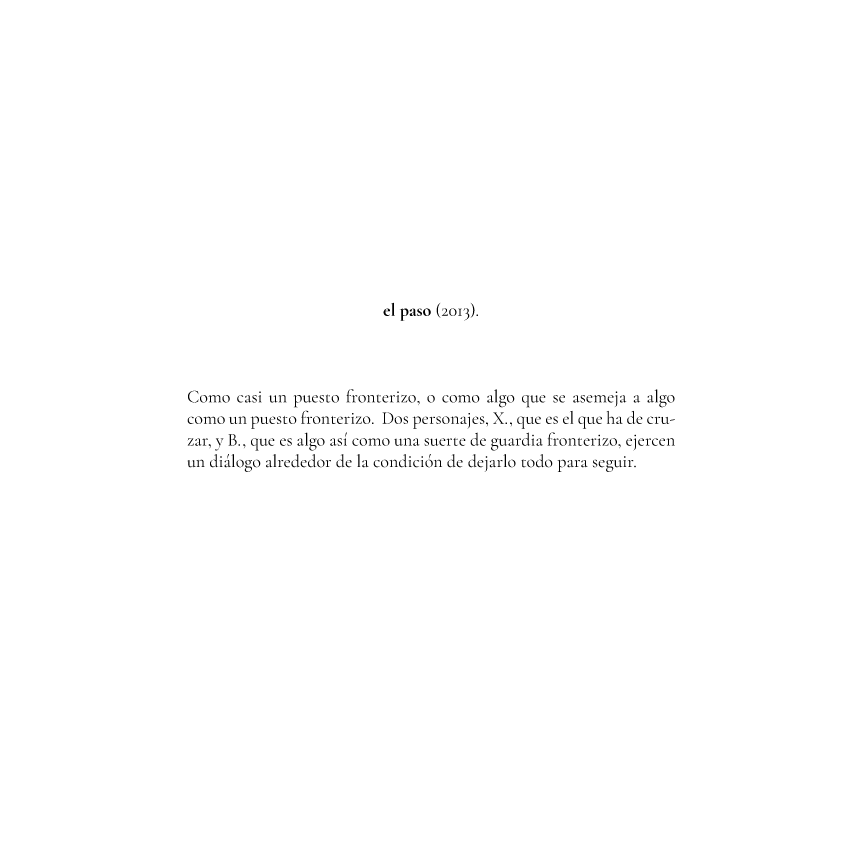 el paso (2013).
Como casi un puesto fronterizo, o como algo que se asemeja a algo
como un puesto fronterizo. Dos personajes, X., que es el que ha de cru-
zar, y B., que es algo así como una suerte de guardia fronterizo, ejercen
un diálogo alrededor de la condición de dejarlo todo para seguir.